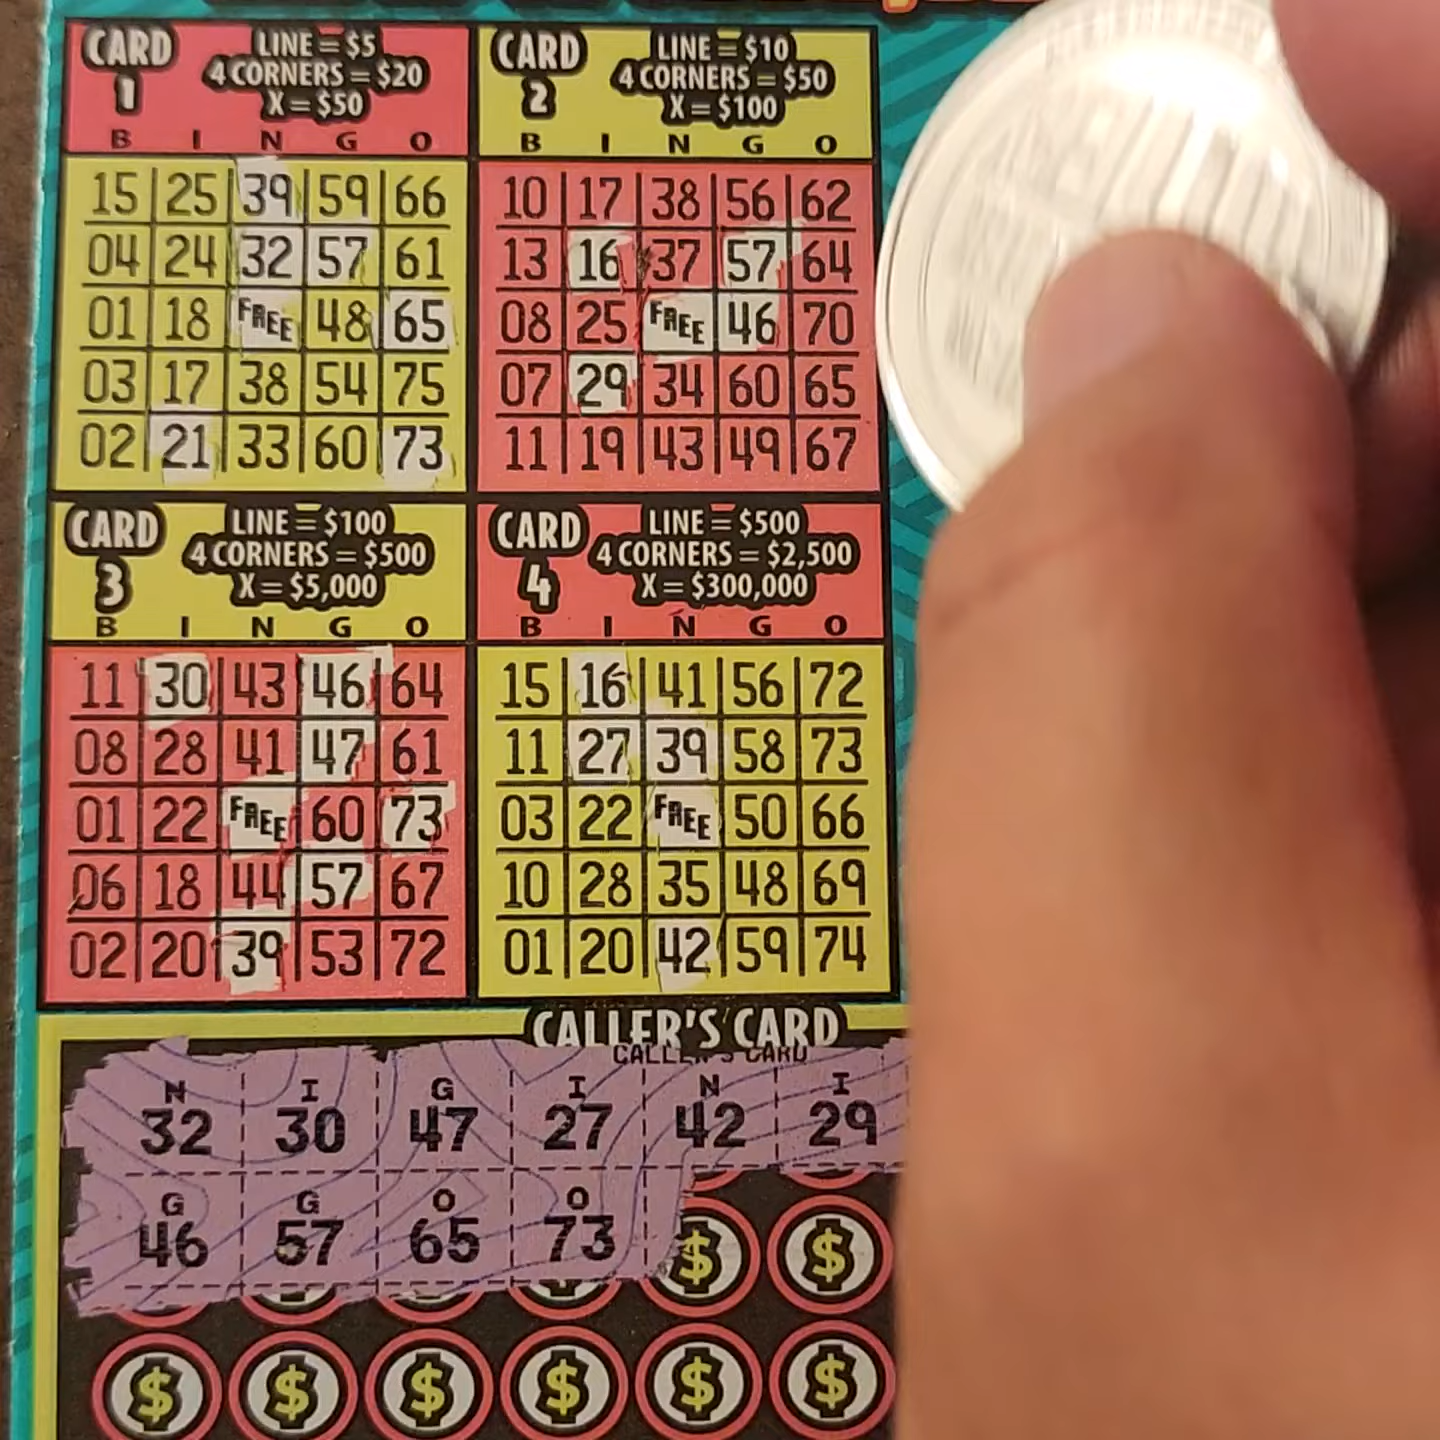 CARD 1
LINE = $5
4 CORNERS = $20
X = $50
B I N G O
15 25 39 59 66
04 24 32 57 61
01 18 FREE 48 65
03 17 38 54 75
02 21 33 60 73
CARD 2
LINE = $10
4 CORNERS = $50
X = $100
B I N G O
10 17 38 56 62
13 16 37 57 64
08 25 FREE 46 70
07 29 34 60 65
11 19 43 49 67
CARD 3
LINE = $100
4 CORNERS = $500
X = $5,000
B I N G O
11 30 43 46 64
08 28 41 47 61
01 22 FREE 60 73
06 18 44 57 67
02 20 39 53 72
CARD 4
LINE = $500
4 CORNERS = $2,500
X = $300,000
B I N G O
15 16 41 56 72
11 27 39 58 73
03 22 FREE 50 66
10 28 35 48 69
01 20 42 59 74
CALLER'S CARD
CALLER'S CARD
N I G I N I
32 30 47 27 42 29
G G O O
46 57 65 73
$ $
$ $ $ $ $ $